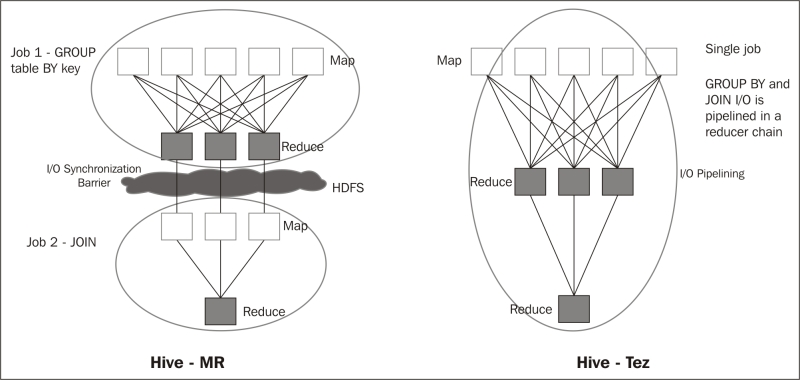 Job 1 - GROUP
table BY key
Map
Reduce
I/O Synchronization
Barrier
HDFS
Map
Job 2 - JOIN
Reduce
Hive - MR
Map
Single job
GROUP BY and
JOIN I/O is
pipelined in a
reducer chain
Reduce
I/O Pipelining
Reduce
Hive - Tez